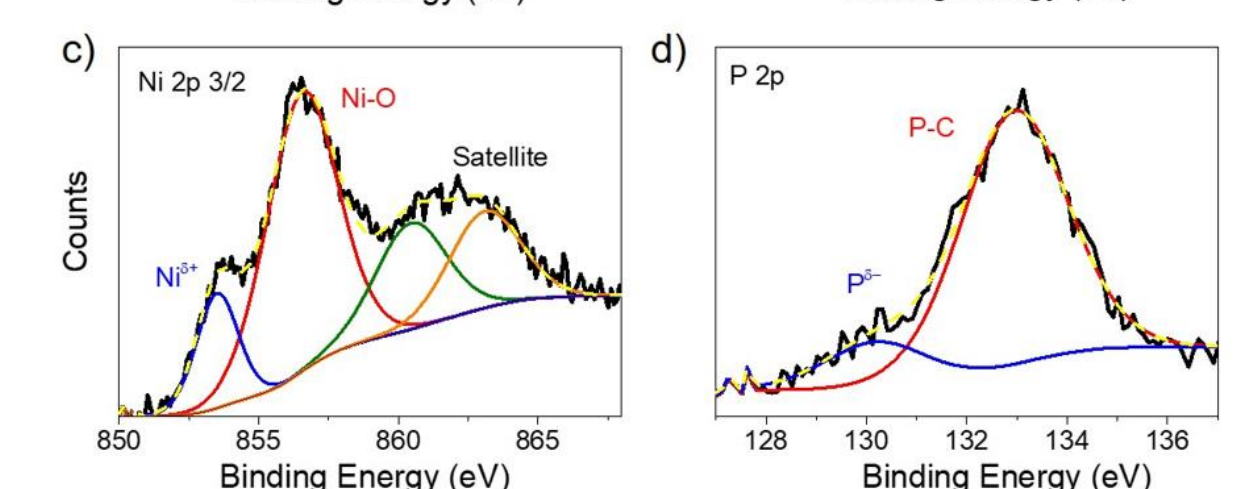 c)
Ni 2p 3/2
Ni-O
Satellite
Niδ+
Counts
850 855 860 865
Binding Energy (eV)
d)
P 2p
P-C
Pδ−
128 130 132 134 136
Binding Energy (eV)